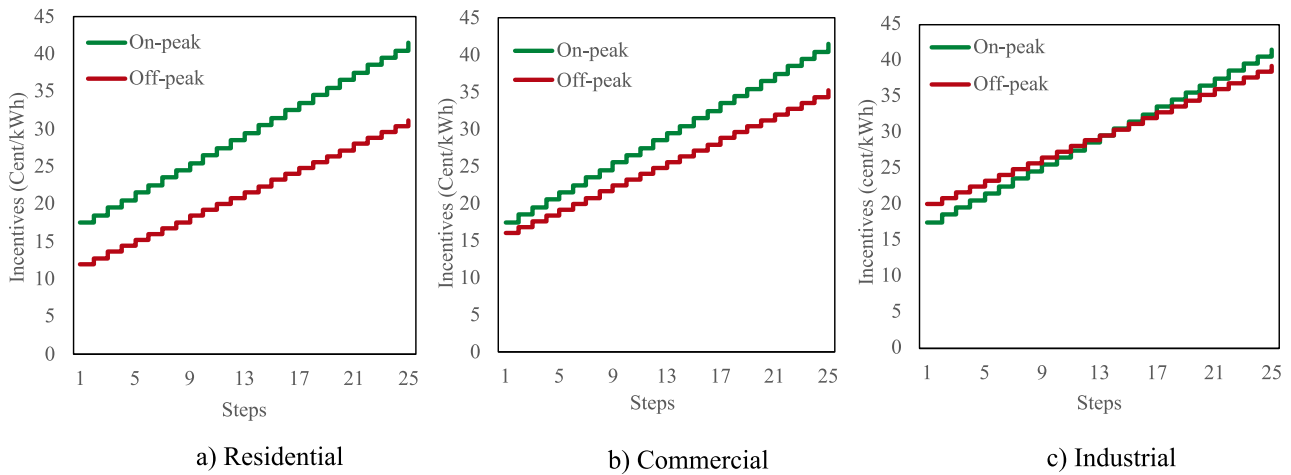 Incentives (Cent/kWh)
45
40
35
30
25
20
15
10
5
0
On-peak
Off-peak
1 5 9 13 17 21 25
Steps
a) Residential
Incentives (Cent/kWh)
45
40
35
30
25
20
15
10
5
0
On-peak
Off-peak
1 5 9 13 17 21 25
Steps
b) Commercial
Incentives (cent/kWh)
45
40
35
30
25
20
15
10
5
0
On-peak
Off-peak
1 5 9 13 17 21 25
Steps
c) Industrial